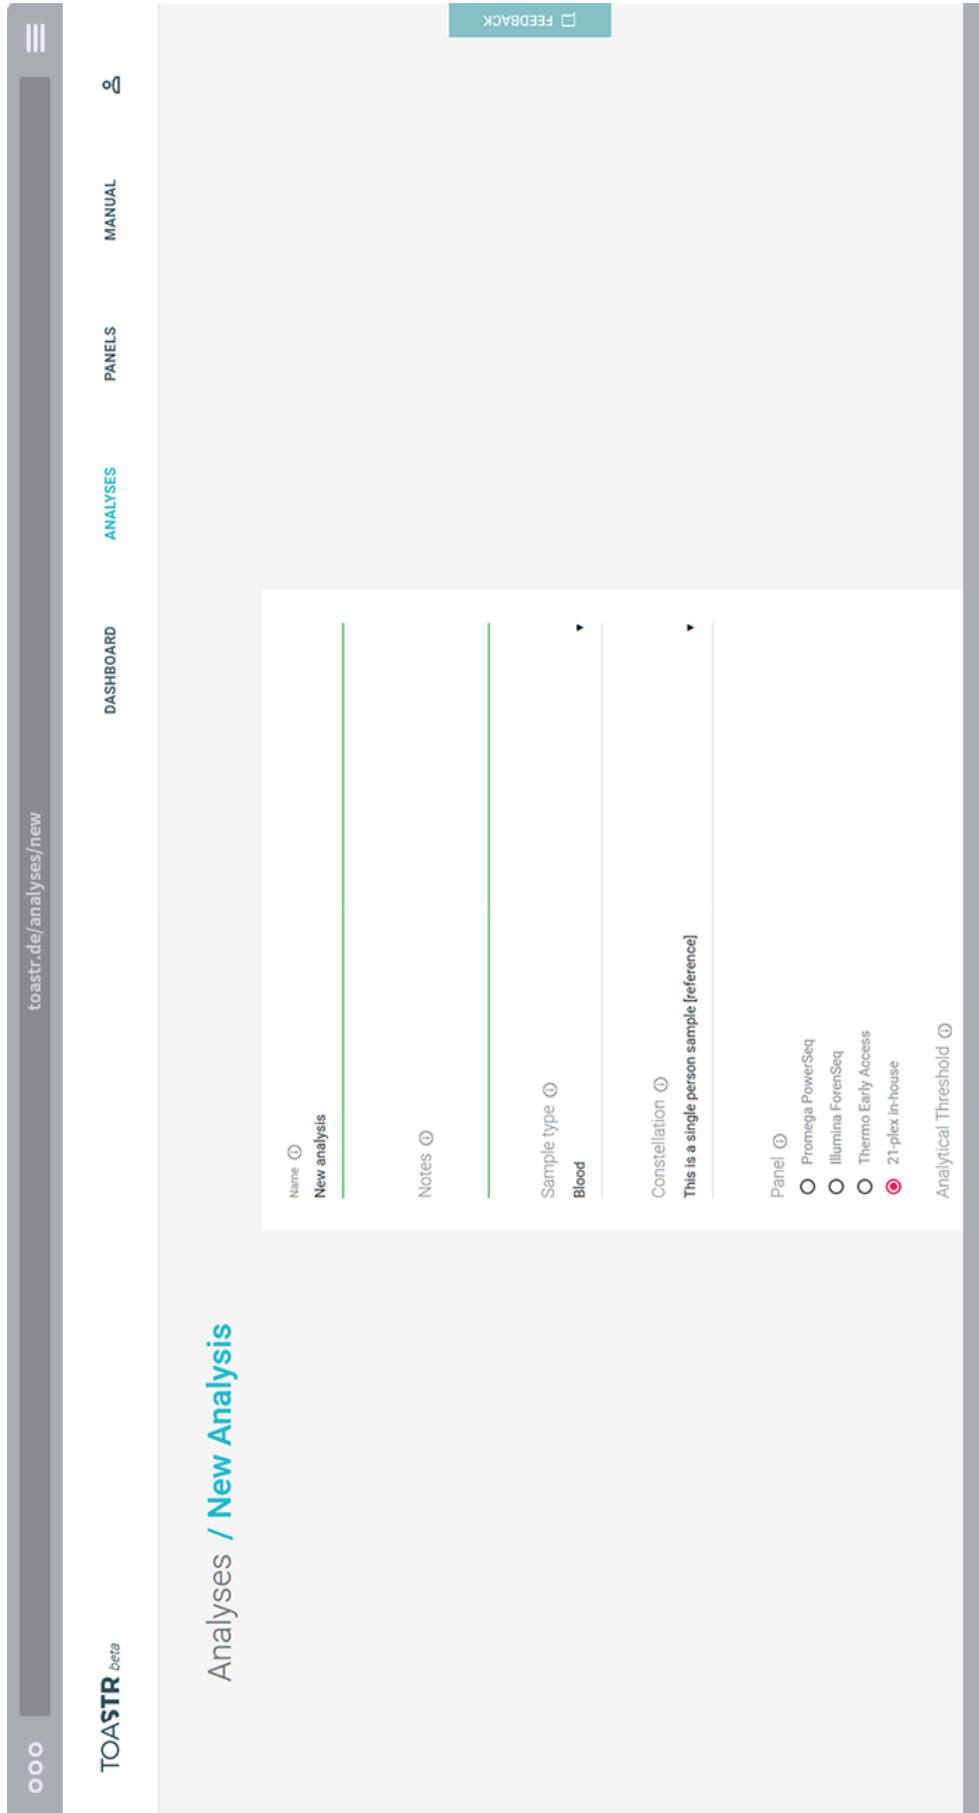 toastr.de/analyses/new
TOASTR beta
DASHBOARD
ANALYSES
PANELS
MANUAL
Analyses / New Analysis
FEEDBACK
Name
New analysis
Notes
Sample type
Blood
Constellation
This is a single person sample [reference]
Panel
Promega PowerSeq
Illumina ForenSeq
Thermo Early Access
21-plex in-house
Analytical Threshold